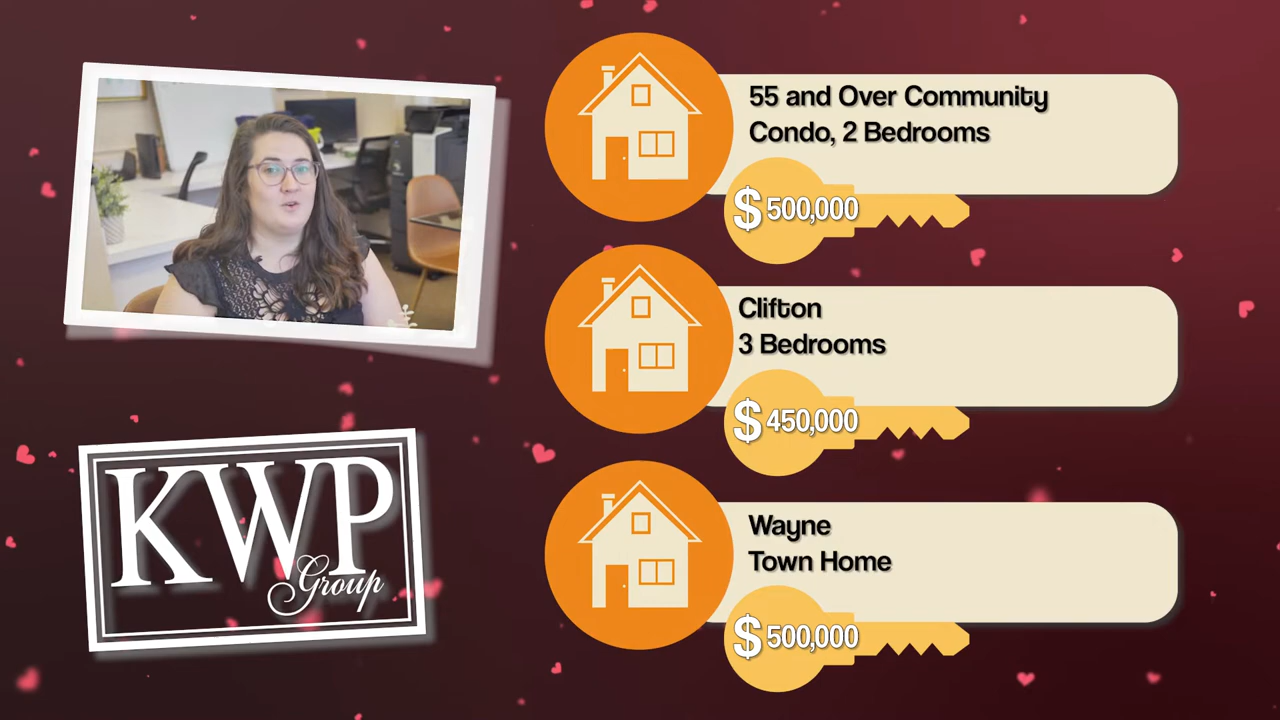 55 and Over Community
Condo, 2 Bedrooms
$ 500,000
Clifton
3 Bedrooms
$ 450,000
Wayne
Town Home
$ 500,000
KWP
Group